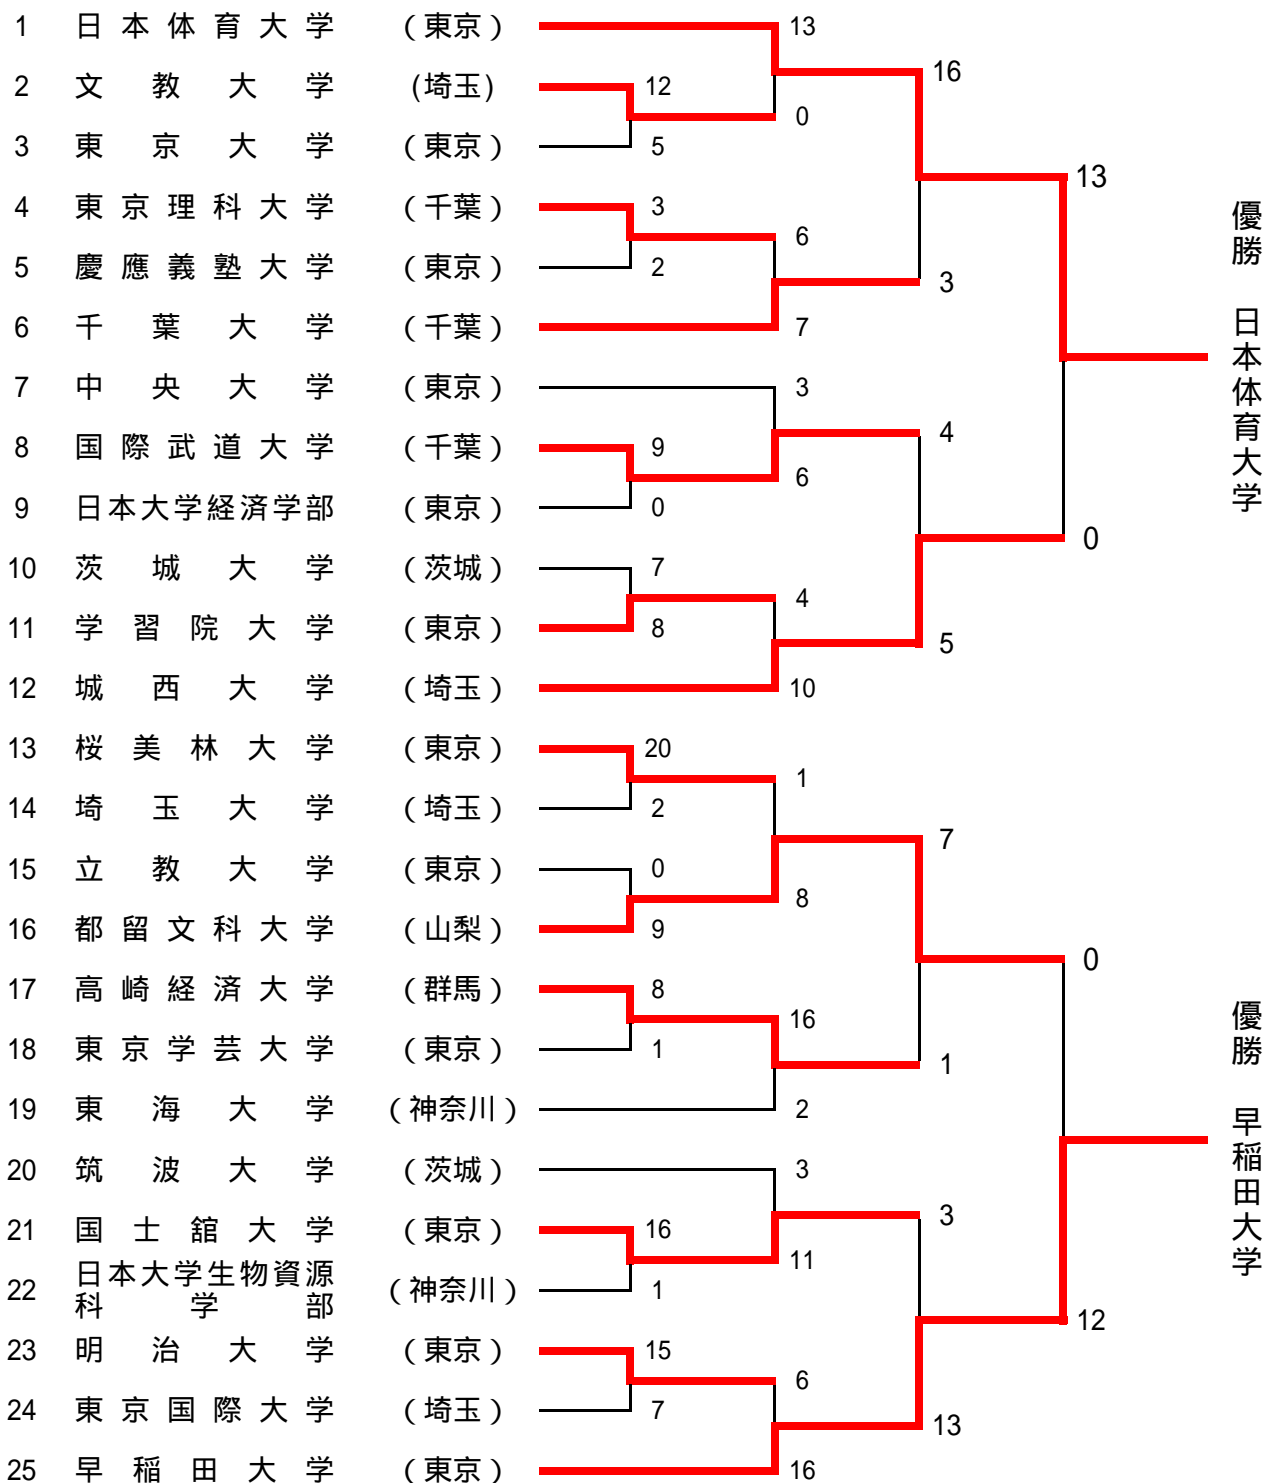 1 日本体育大学 (東京) 13
16
2 文教大学 (埼玉) 12
0
3 東京大学 (東京) 5
13
4 東京理科大学 (千葉) 3
6
5 慶應義塾大学 (東京) 2
3
6 千葉大学 (千葉) 7
7 中央大学 (東京) 3
4
8 国際武道大学 (千葉) 9
6
9 日本大学経済学部 (東京) 0
0
10 茨城大学 (茨城) 7
4
11 学習院大学 (東京) 8
5
12 城西大学 (埼玉) 10
優勝 日本体育大学
13 桜美林大学 (東京) 20
1
14 埼玉大学 (埼玉) 2
7
15 立教大学 (東京) 0
8
16 都留文科大学 (山梨) 9
0
17 高崎経済大学 (群馬) 8
16
18 東京学芸大学 (東京) 1
1
19 東海大学 (神奈川) 2
20 筑波大学 (茨城) 3
3
21 国士舘大学 (東京) 16
11
22 日本大学生物資源
科学部 (神奈川) 1
12
23 明治大学 (東京) 15
6
24 東京国際大学 (埼玉) 7
13
25 早稲田大学 (東京) 16
優勝 早稲田大学